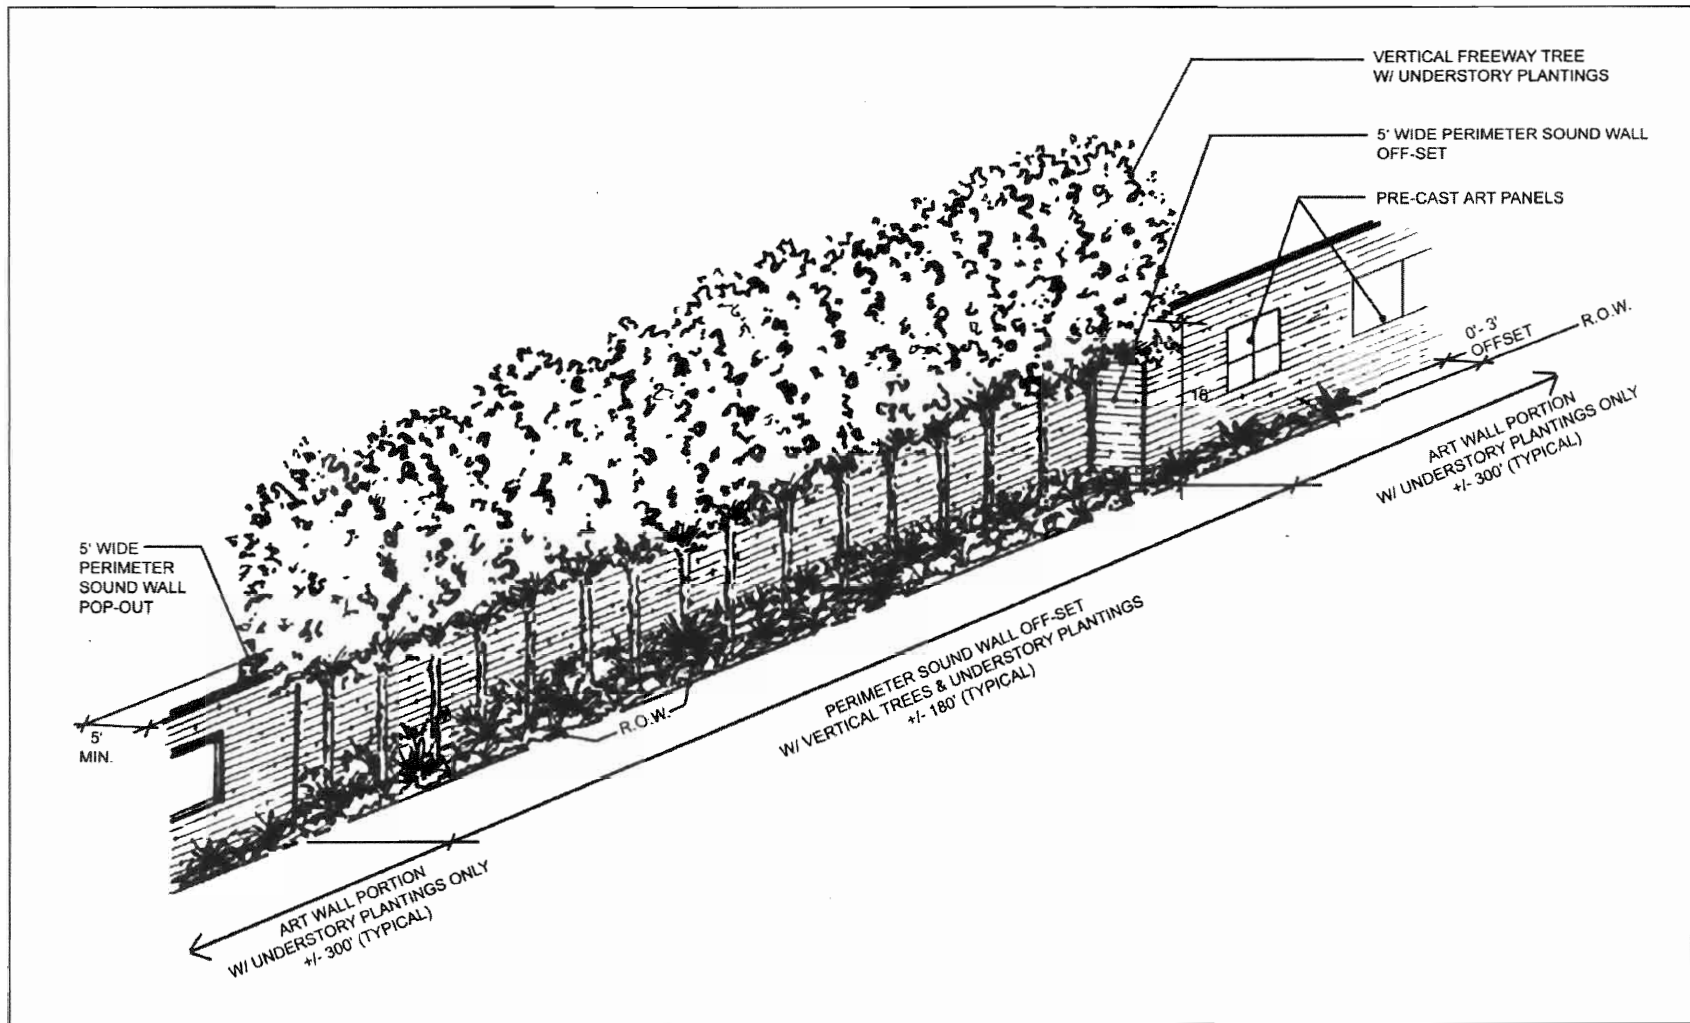 VERTICAL FREEWAY TREE
W/ UNDERSTORY PLANTINGS
5' WIDE PERIMETER SOUND WALL
OFF-SET
PRE-CAST ART PANELS
0'- 3'
OFFSET
R.O.W.
16'
ART WALL PORTION
W/ UNDERSTORY PLANTINGS ONLY
+/- 300' (TYPICAL)
5' WIDE
PERIMETER
SOUND WALL
POP-OUT
5'
MIN.
R.O.W.
PERIMETER SOUND WALL OFF-SET
W/ VERTICAL TREES & UNDERSTORY PLANTINGS
+/- 180' (TYPICAL)
ART WALL PORTION
W/ UNDERSTORY PLANTINGS ONLY
+/- 300' (TYPICAL)